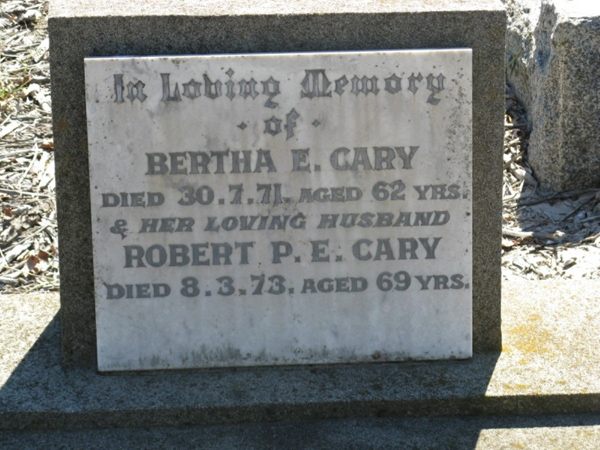 In Loving Memory
· of ·
BERTHA E. CARY
DIED 30.7.71. AGED 62 YRS.
& HER LOVING HUSBAND
ROBERT P. E. CARY
DIED 8.3.73. AGED 69 YRS.